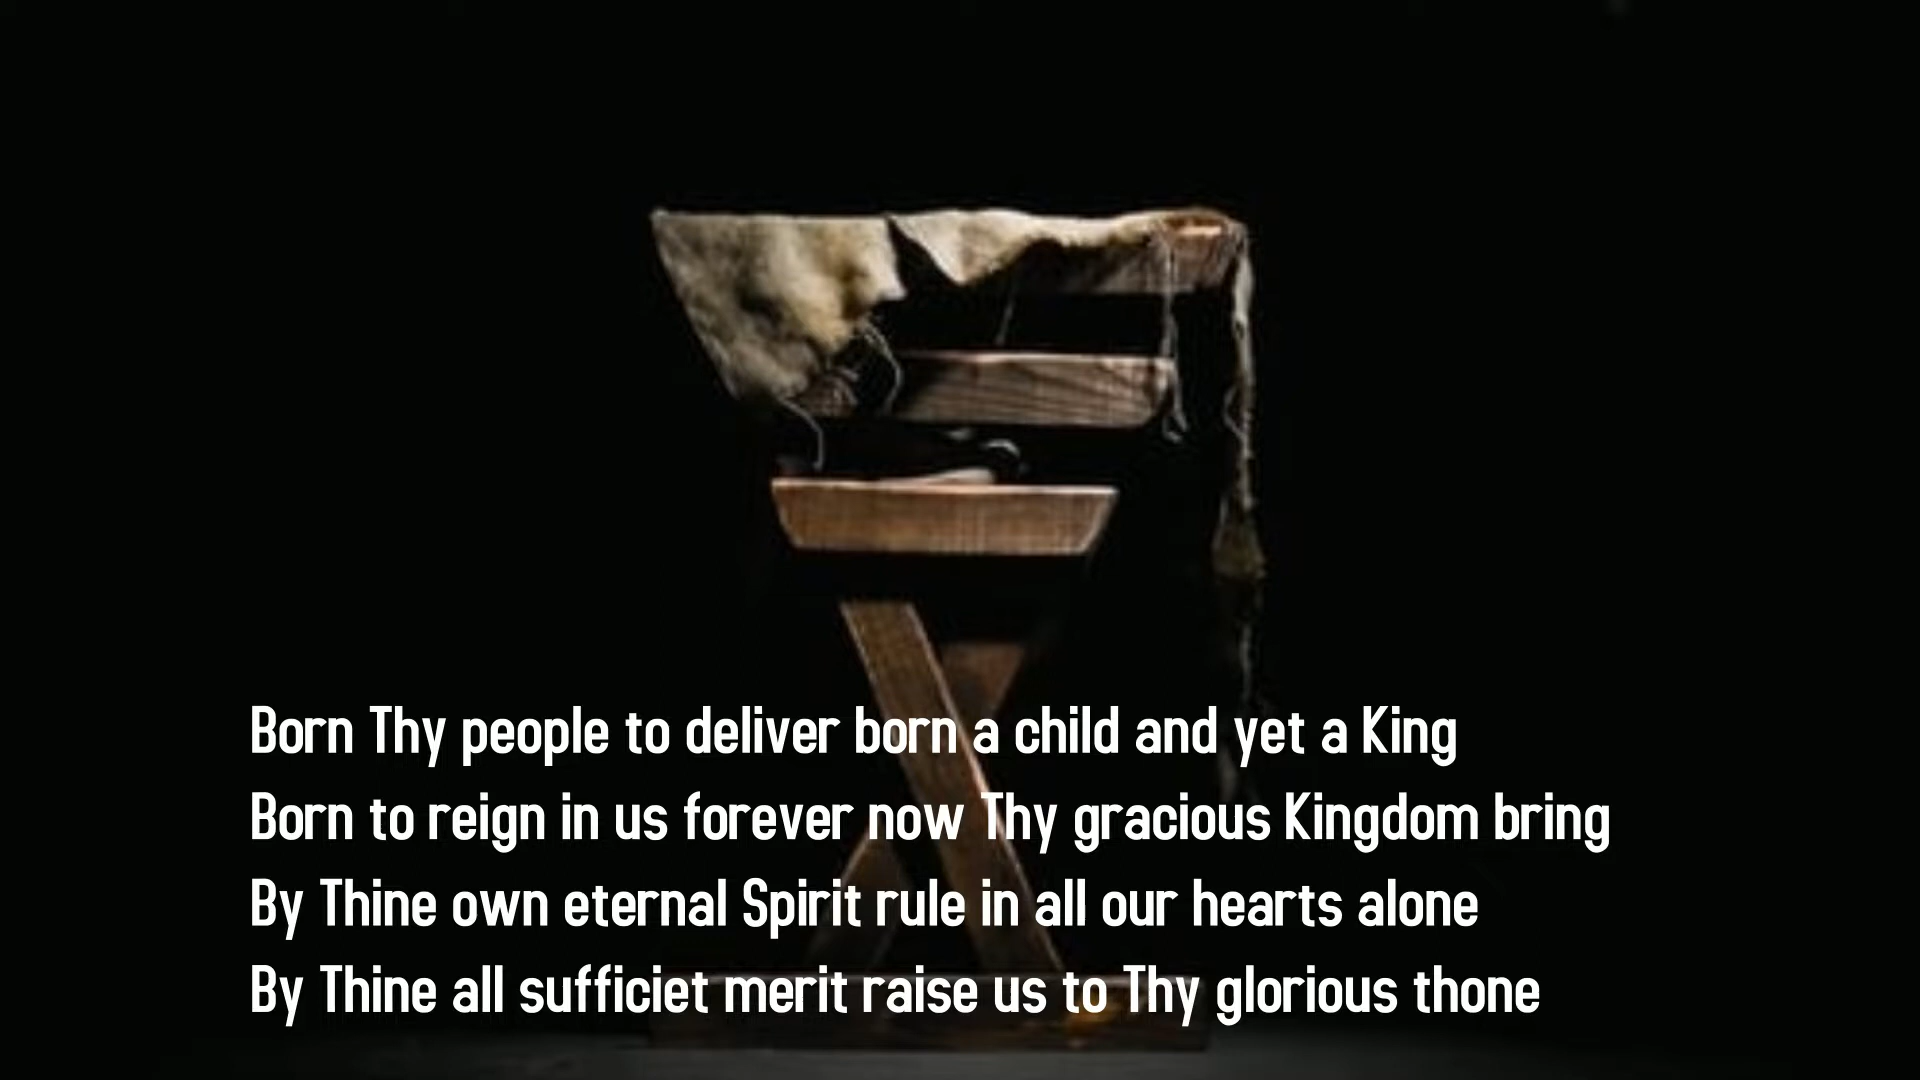 Born Thy people to deliver born a child and yet a King
Born to reign in us forever now Thy gracious Kingdom bring
By Thine own eternal Spirit rule in all our hearts alone
By Thine all sufficiet merit raise us to Thy glorious thone